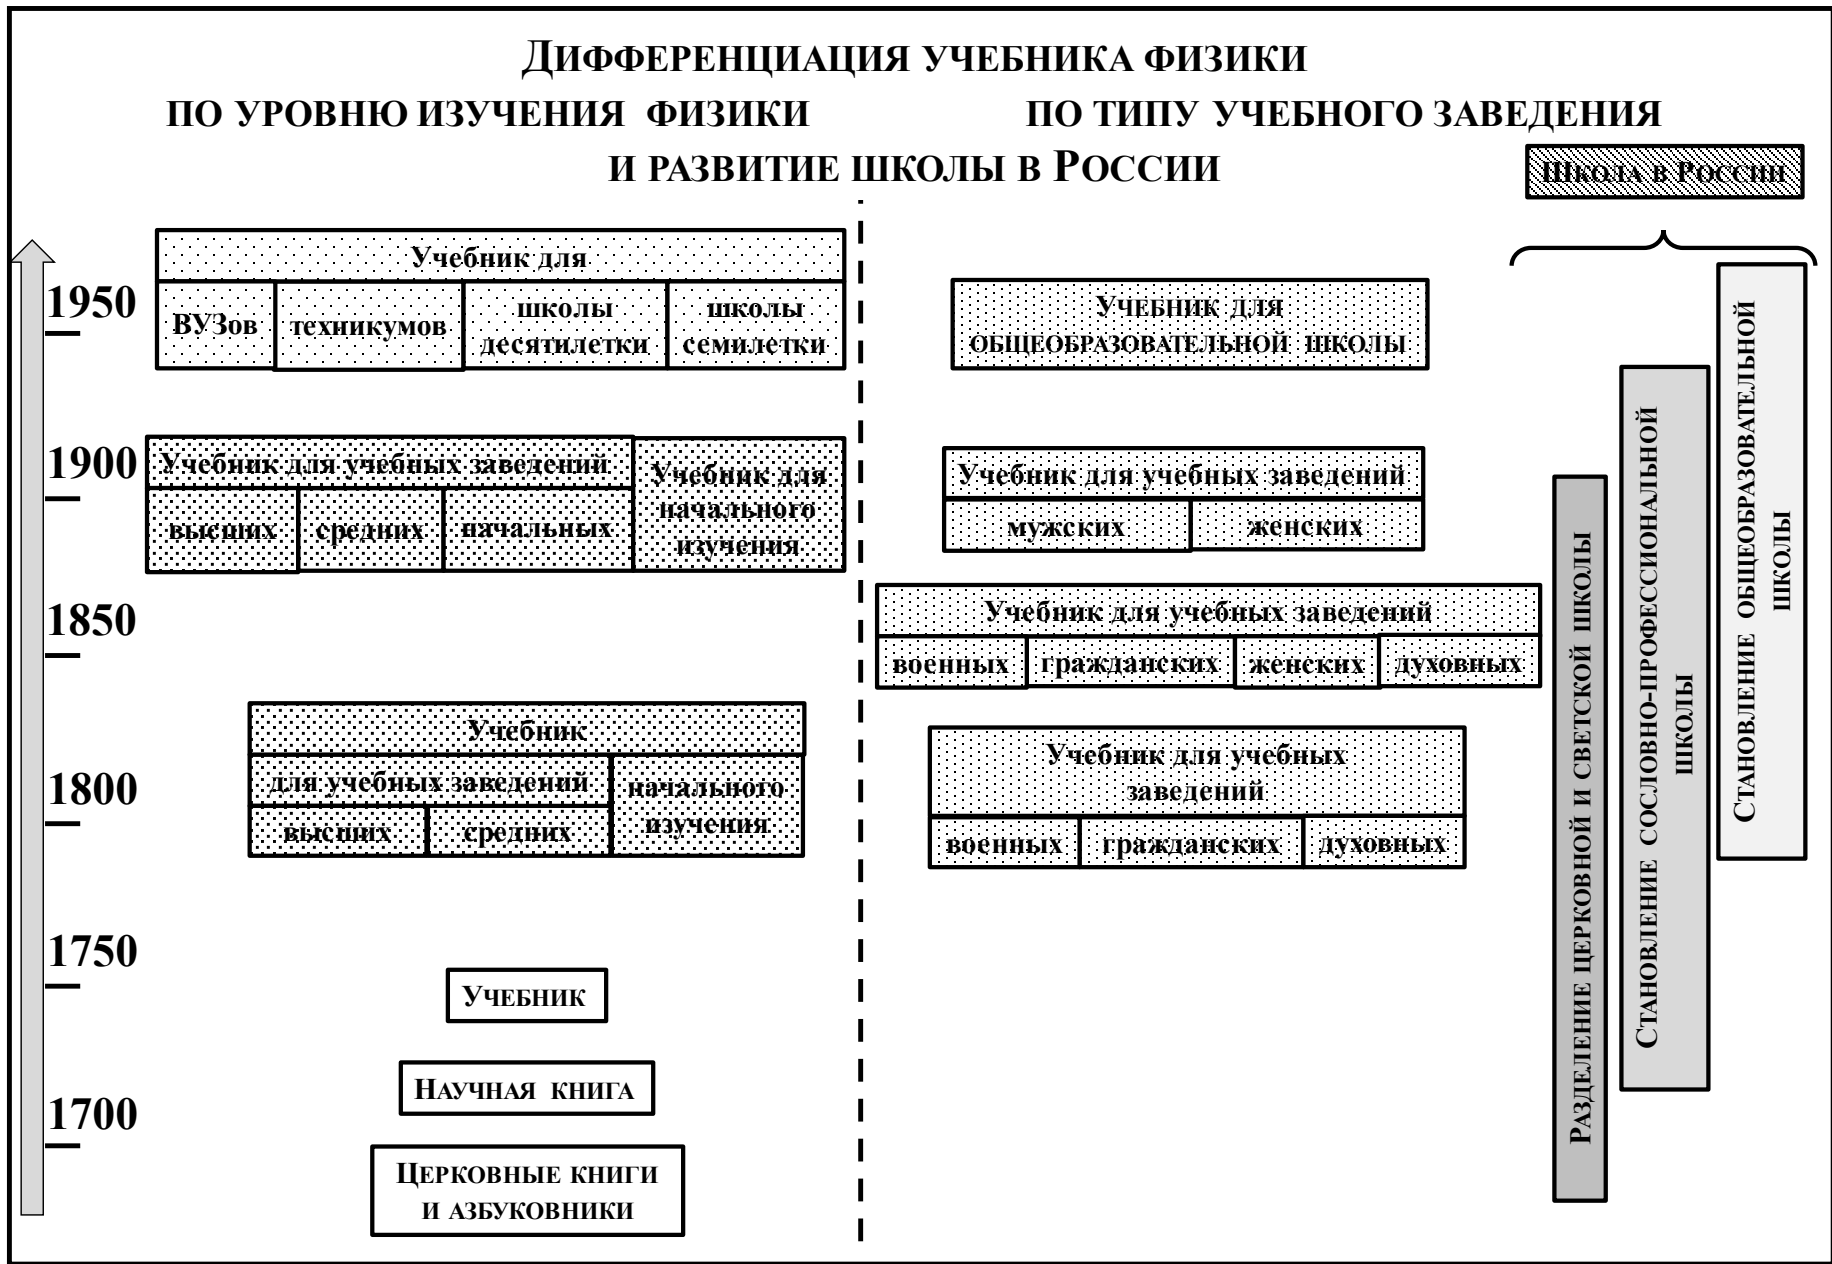 ДИФФЕРЕНЦИАЦИЯ УЧЕБНИКА ФИЗИКИ
ПО УРОВНЮ ИЗУЧЕНИЯ ФИЗИКИ
ПО ТИПУ УЧЕБНОГО ЗАВЕДЕНИЯ
И РАЗВИТИЕ ШКОЛЫ В РОССИИ
ШКОЛА В РОССИИ
1950
1900
1850
1800
1750
1700
Учебник для
ВУЗов
техникумов
школы
десятилетки
школы
семилетки
Учебник для учебных заведений
высших
средних
начальных
Учебник для
начального
изучения
Учебник
для учебных заведений
высших
средних
начального
изучения
УЧЕБНИК
НАУЧНАЯ КНИГА
ЦЕРКОВНЫЕ КНИГИ
И АЗБУКОВНИКИ
УЧЕБНИК ДЛЯ
ОБЩЕОБРАЗОВАТЕЛЬНОЙ ШКОЛЫ
Учебник для учебных заведений
мужских
женских
Учебник для учебных заведений
военных
гражданских
женских
духовных
Учебник для учебных
заведений
военных
гражданских
духовных
РАЗДЕЛЕНИЕ ЦЕРКОВНОЙ И СВЕТСКОЙ ШКОЛЫ
СТАНОВЛЕНИЕ СОСЛОВНО-ПРОФЕССИОНАЛЬНОЙ
ШКОЛЫ
СТАНОВЛЕНИЕ ОБЩЕОБРАЗОВАТЕЛЬНОЙ
ШКОЛЫ